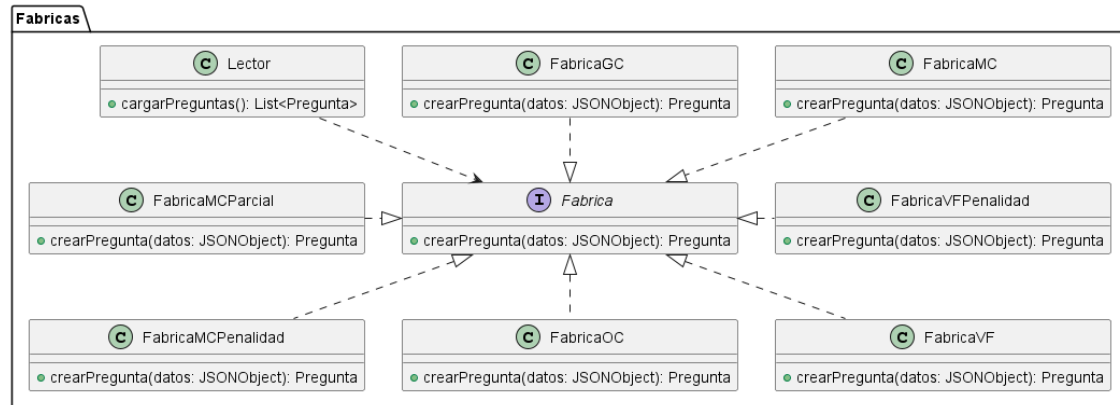 Fabricas
C Lector
cargarPreguntas(): List<Pregunta>
C FabricaGC
crearPregunta(datos: JSONObject): Pregunta
C FabricaMC
crearPregunta(datos: JSONObject): Pregunta
C FabricaMCParcial
crearPregunta(datos: JSONObject): Pregunta
I Fabrica
crearPregunta(datos: JSONObject): Pregunta
C FabricaVFPenalidad
crearPregunta(datos: JSONObject): Pregunta
C FabricaMCPenalidad
crearPregunta(datos: JSONObject): Pregunta
C FabricaOC
crearPregunta(datos: JSONObject): Pregunta
C FabricaVF
crearPregunta(datos: JSONObject): Pregunta